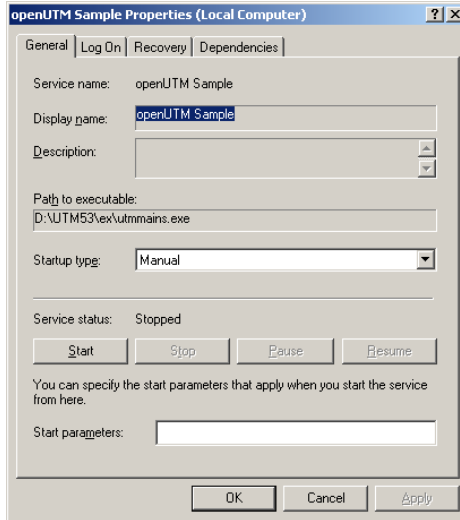 openUTM Sample Properties (Local Computer)
General Log On Recovery Dependencies
Service name: openUTM Sample
Display name: openUTM Sample
Description:
Path to executable:
D:\UTM53\ex\utmmains.exe
Startup type: Manual
Service status: Stopped
Start Stop Pause Resume
You can specify the start parameters that apply when you start the service
from here.
Start parameters:
OK Cancel Apply